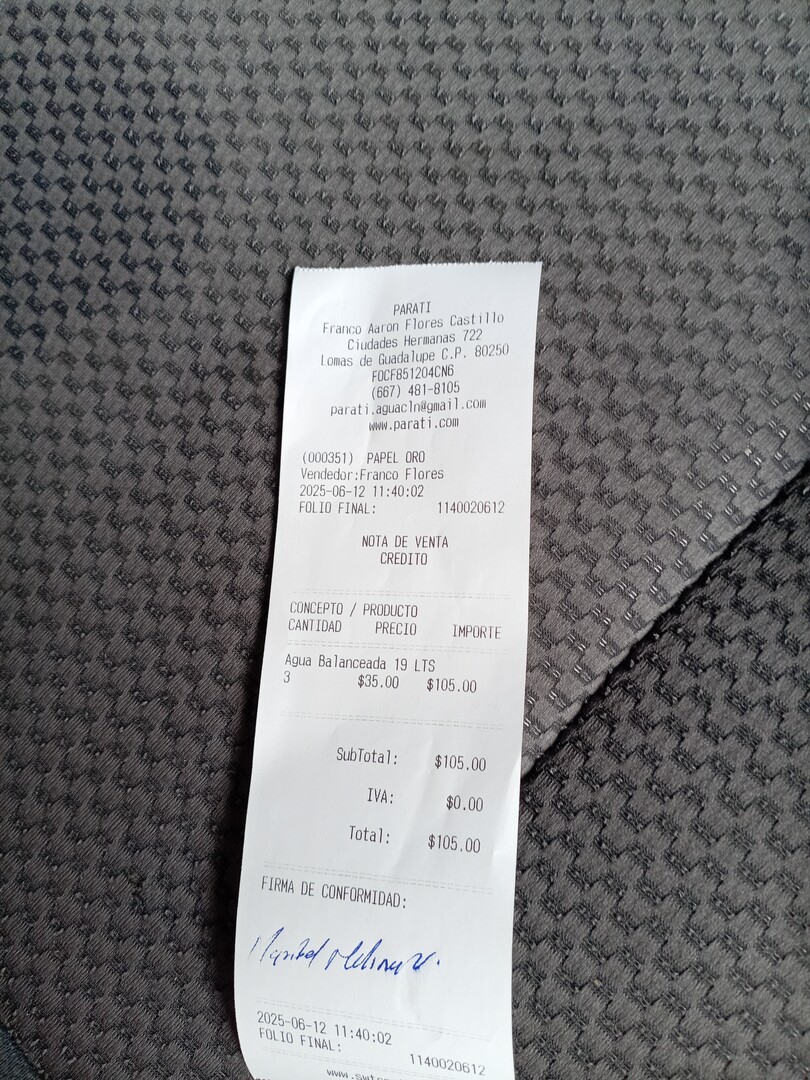 PARATI
Franco Aaron Flores Castillo
Ciudades Hermanas 722
Lomas de Guadalupe C.P. 80250
FOCF851204CN6
(667) 481-8105
parati.aguacln@gmail.com
www.parati.com
(000351) PAPEL ORO
Vendedor:Franco Flores
2025-06-12 11:40:02
FOLIO FINAL: 1140020612
NOTA DE VENTA
CREDITO
CONCEPTO / PRODUCTO
CANTIDAD PRECIO IMPORTE
Agua Balanceada 19 LTS
3 $35.00 $105.00
SubTotal: $105.00
IVA: $0.00
Total: $105.00
FIRMA DE CONFORMIDAD:
2025-06-12 11:40:02
FOLIO FINAL:
1140020612